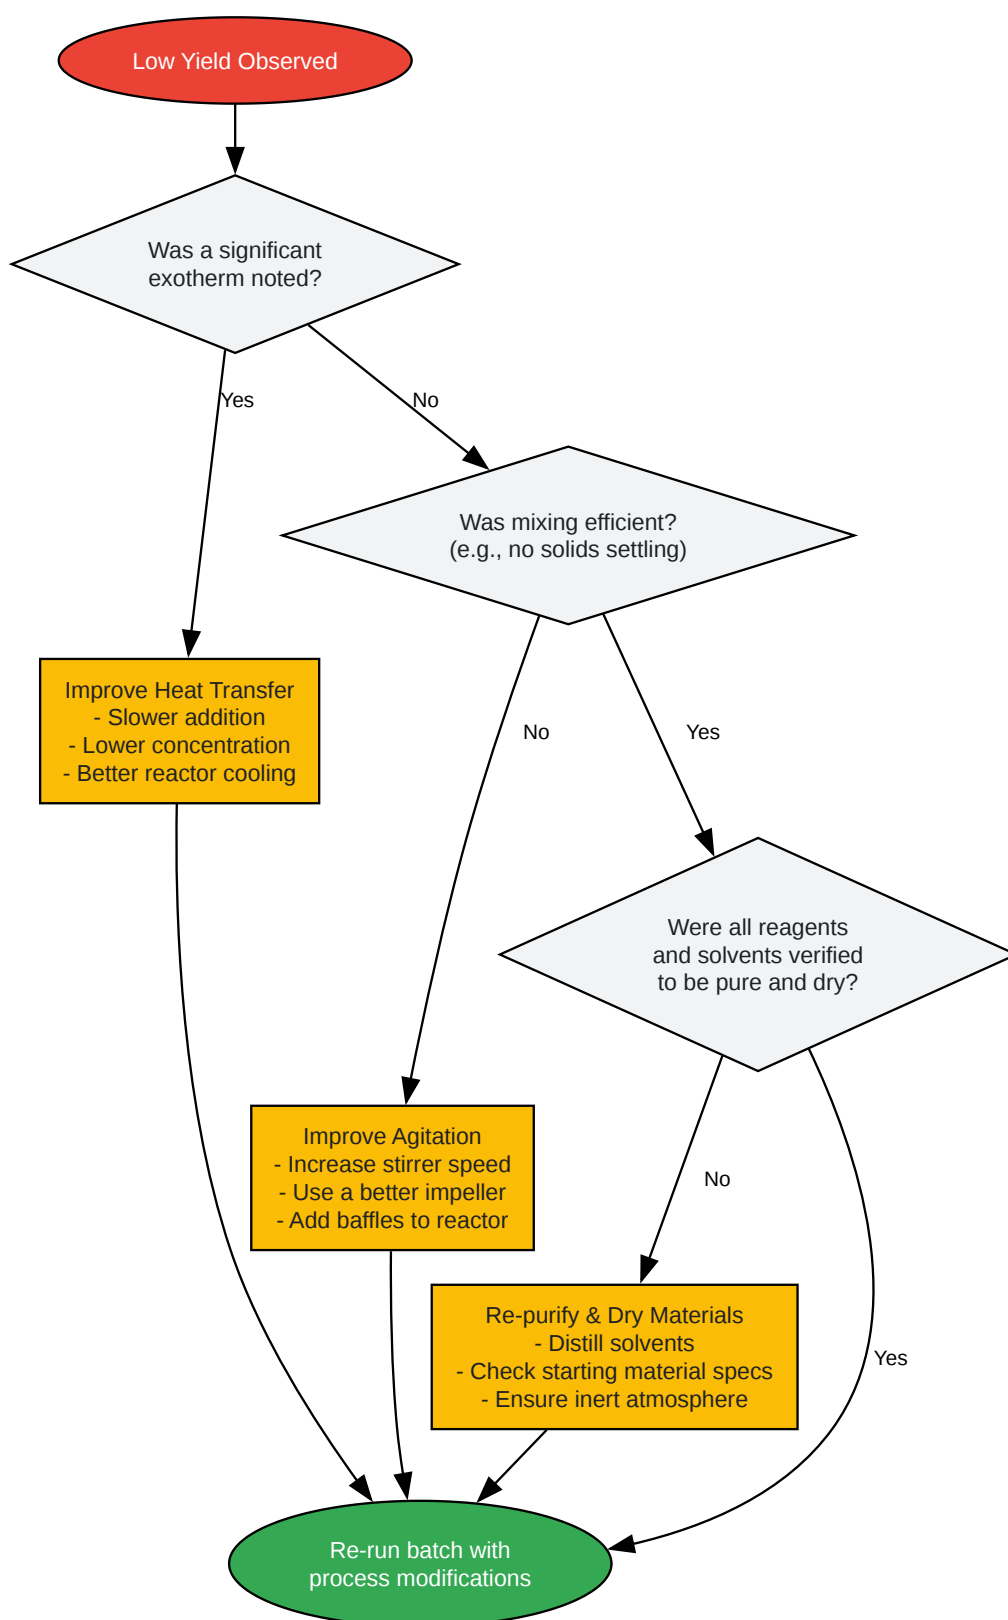 Low Yield Observed
Was a significant
exotherm noted?
Yes
No
Was mixing efficient?
(e.g., no solids settling)
Improve Heat Transfer
- Slower addition
- Lower concentration
- Better reactor cooling
No
Yes
Were all reagents
and solvents verified
to be pure and dry?
Improve Agitation
- Increase stirrer speed
- Use a better impeller
- Add baffles to reactor
No
Re-purify & Dry Materials
- Distill solvents
- Check starting material specs
- Ensure inert atmosphere
Yes
Re-run batch with
process modifications